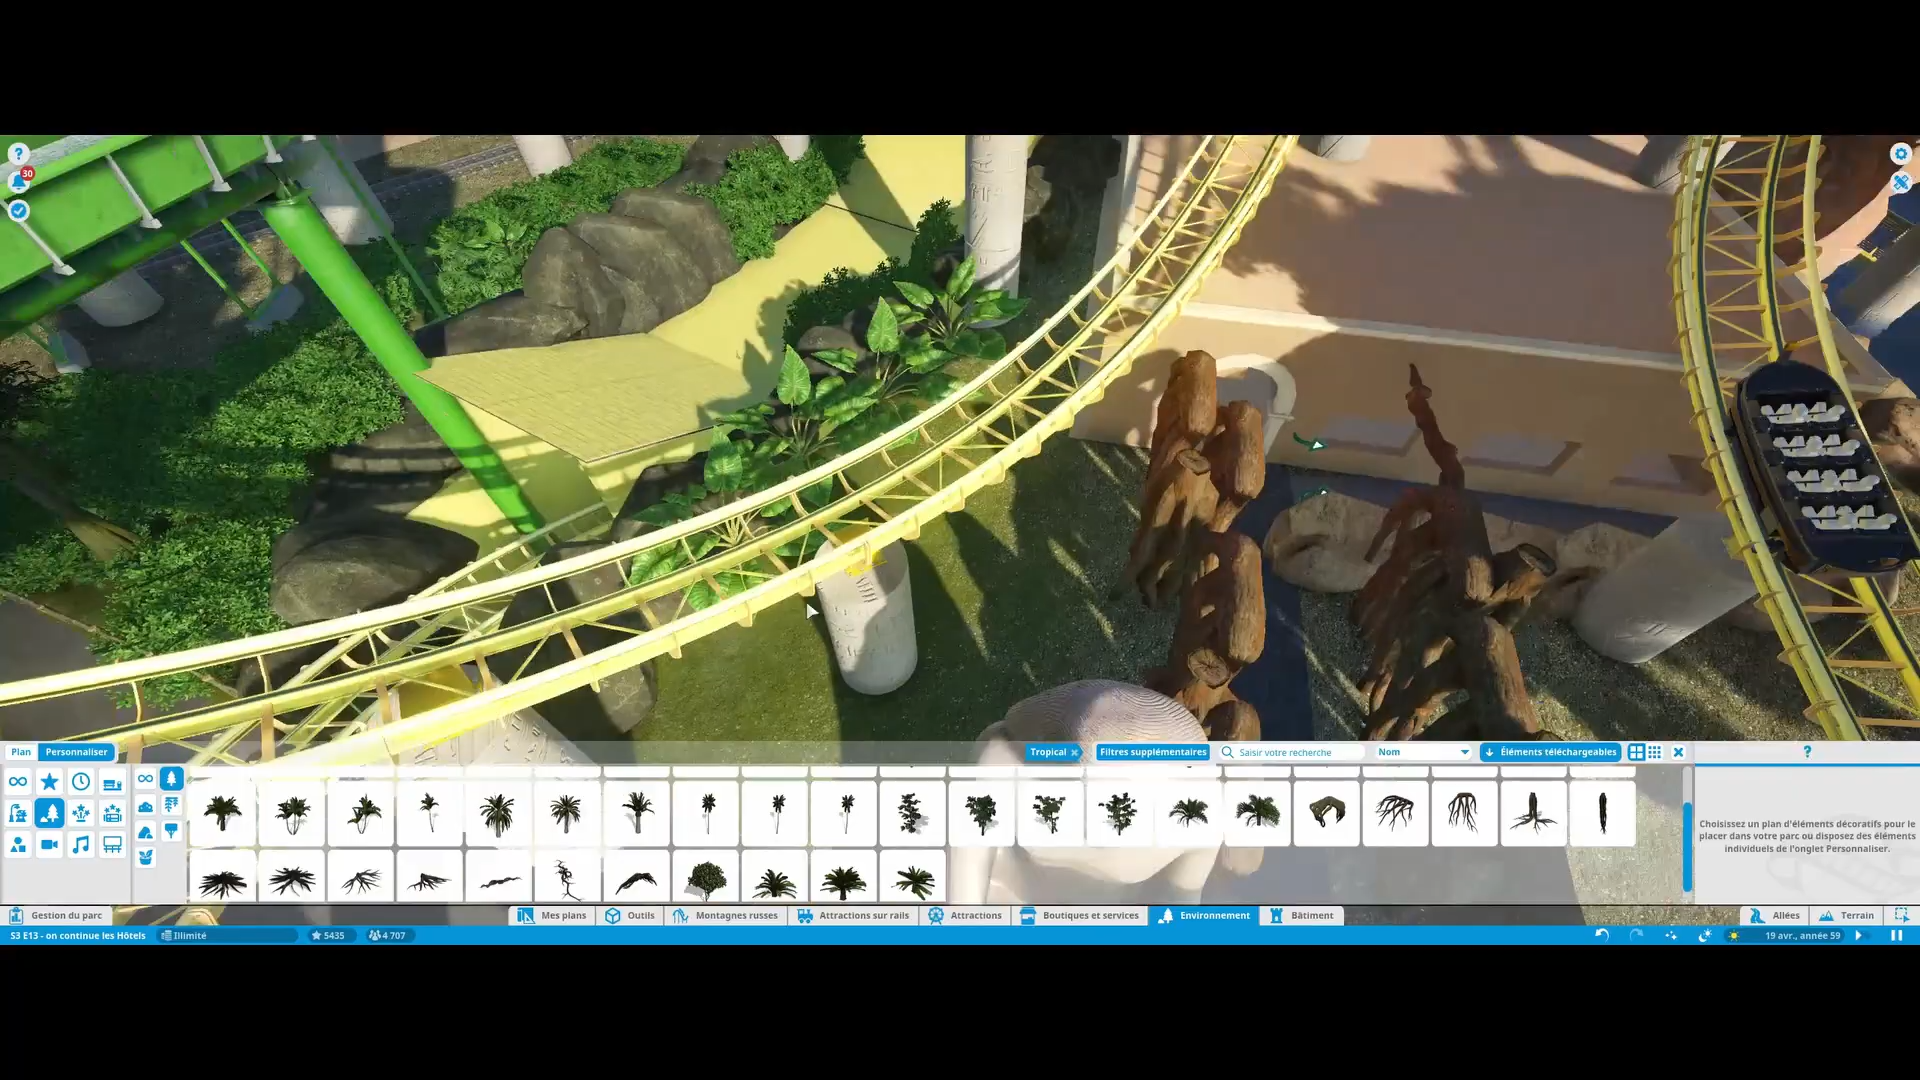 ?
30
Plan
Personnaliser
Tropical ×
Filtres supplémentaires
Saisir votre recherche
Nom
Éléments téléchargeables
?
Choisissez un plan d'éléments décoratifs pour le
placer dans votre parc ou disposez des éléments
individuels de l'onglet Personnaliser.
Gestion du parc
Mes plans
Outils
Montagnes russes
Attractions sur rails
Attractions
Boutiques et services
Environnement
Bâtiment
Allées
Terrain
S3 E13 - on continue les Hôtels
Illimité
5435
4 707
19 avr., année 59